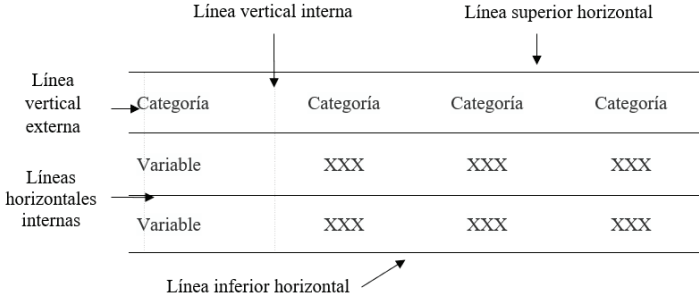 Línea vertical interna
Línea superior horizontal
Línea
vertical
externa
Categoría Categoría Categoría Categoría
Líneas
horizontales
internas
Variable XXX XXX XXX
Variable XXX XXX XXX
Línea inferior horizontal